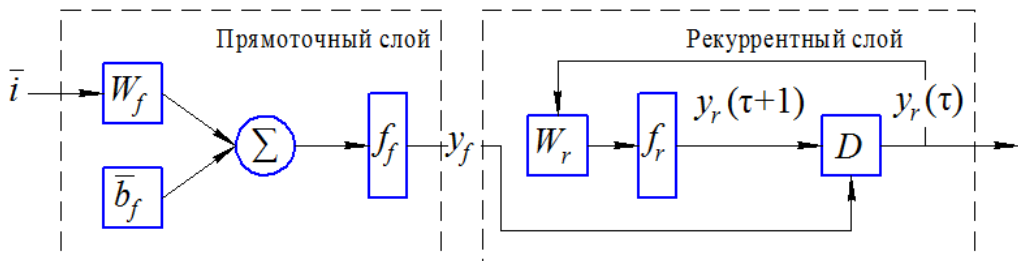 Прямоточный слой
Рекуррентный слой
i̅
W_f
b̅_f
Σ
f_f
y_f
W_r
f_r
y_r(τ+1)
D
y_r(τ)